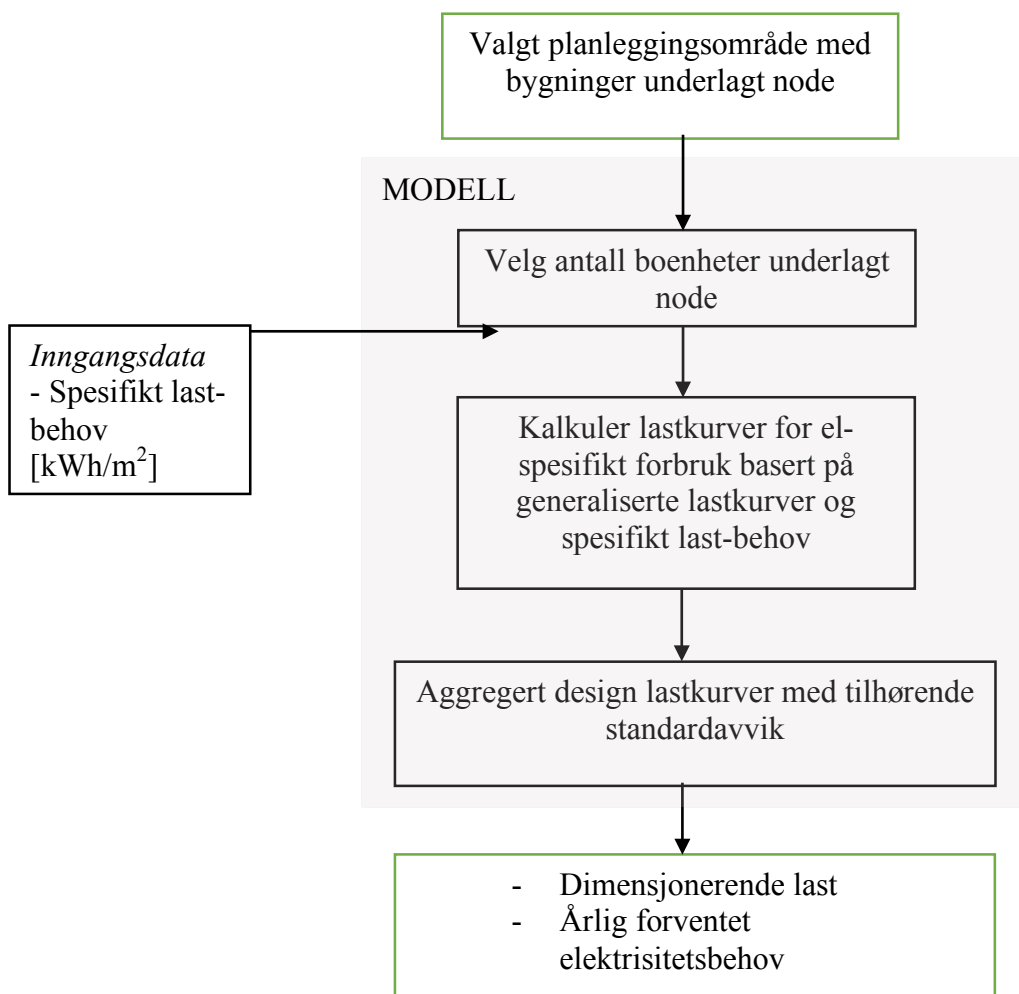 Valgt planleggingsområde med
bygninger underlagt node
MODELL
Velg antall boenheter underlagt
node
Inngangsdata
- Spesifikt last-
behov
[kWh/m²]
Kalkuler lastkurver for el-
spesifikt forbruk basert på
generaliserte lastkurver og
spesifikt last-behov
Aggregert design lastkurver med tilhørende
standardavvik
- Dimensjonerende last
- Årlig forventet
elektrisitetsbehov